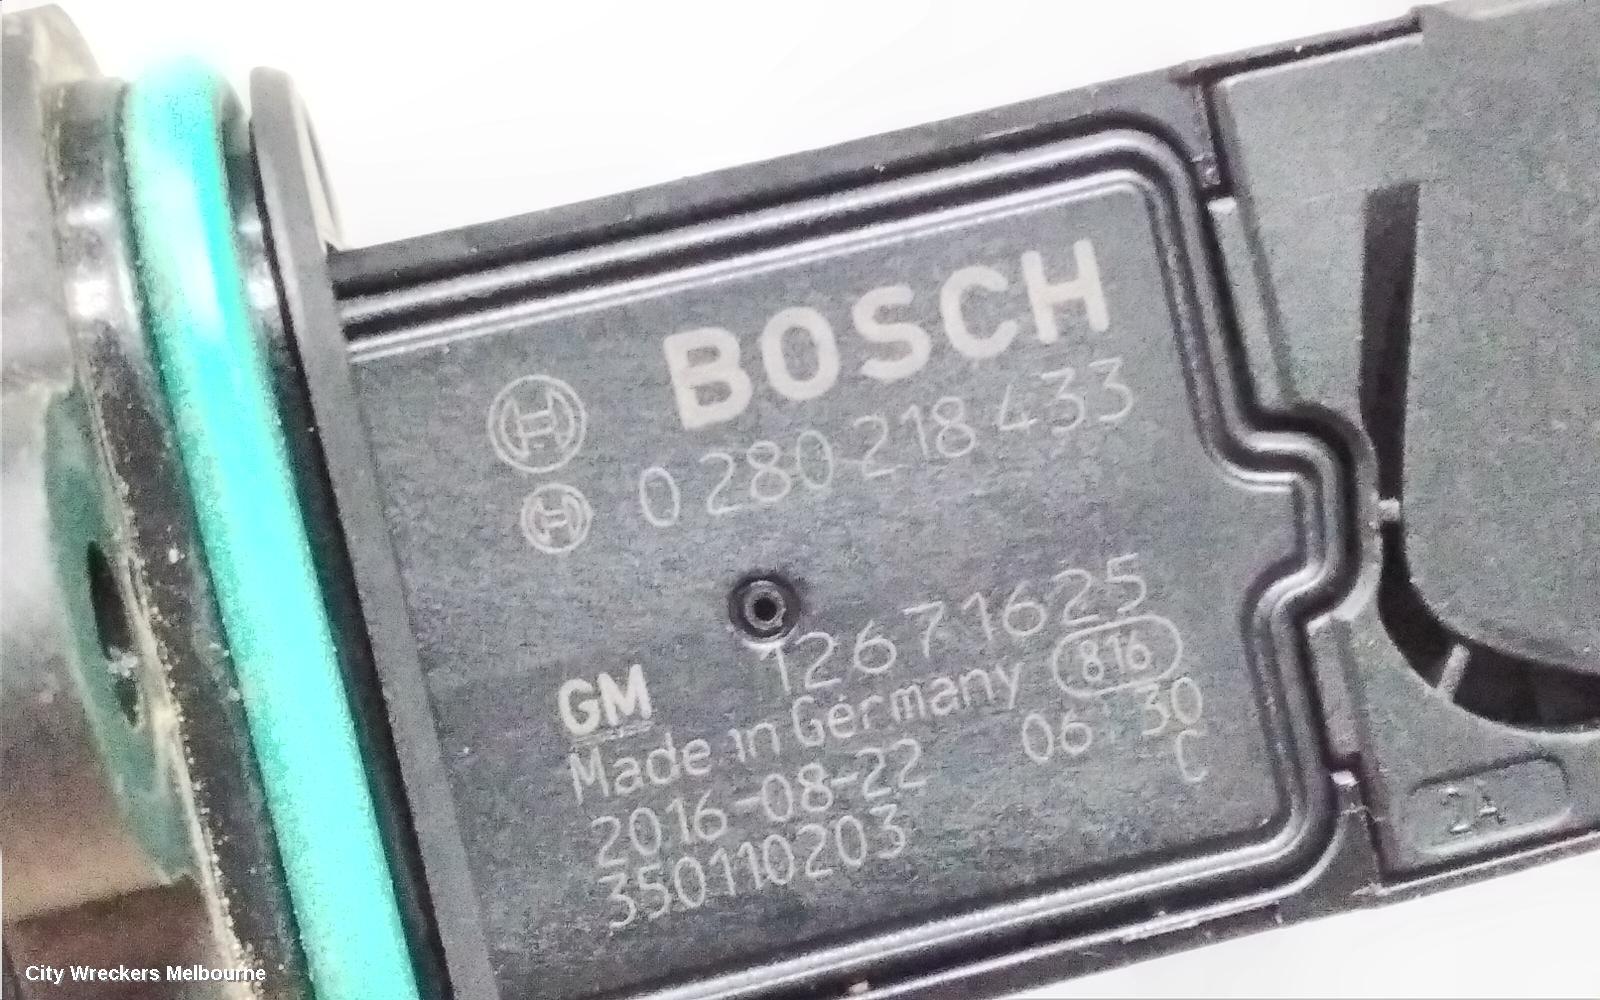 BOSCH
0 280 218 433
12671625
GM
Made in Germany 816
2016-08-22 06 30
350110203 C
2A
City Wreckers Melbourne